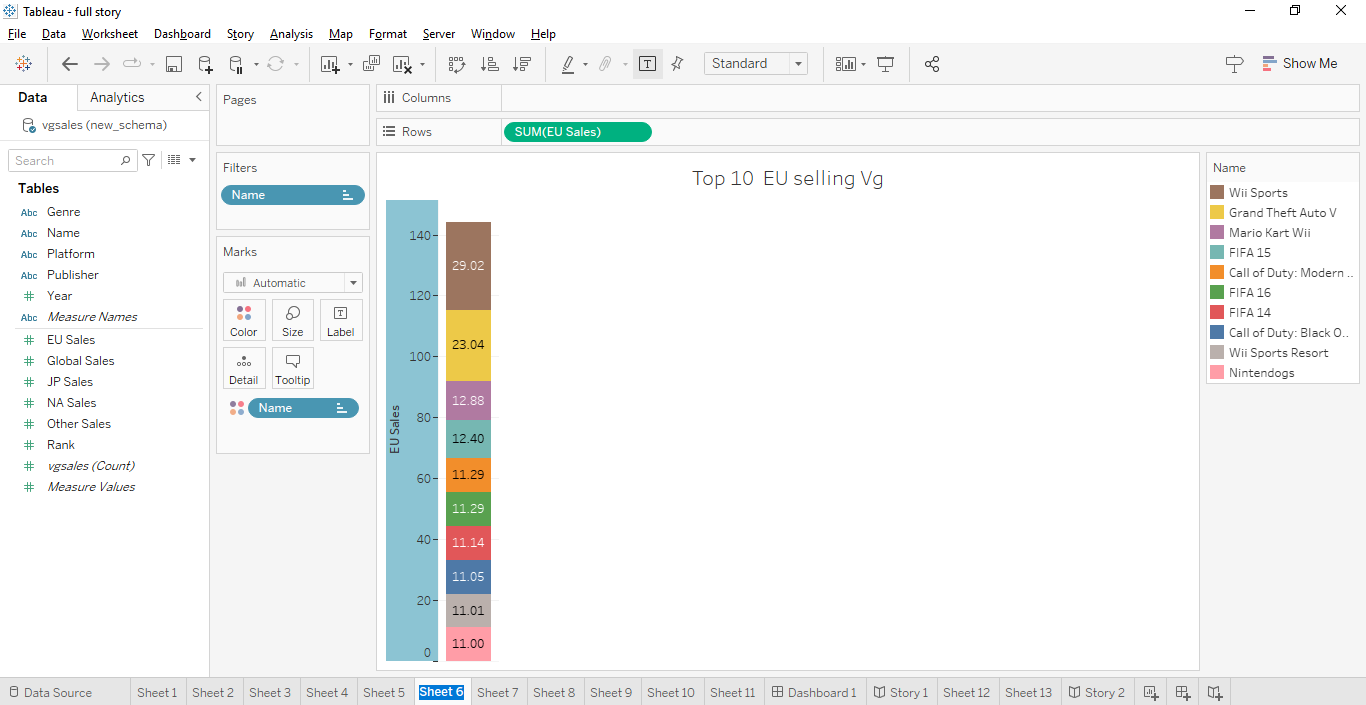 Tableau - full story
File Data Worksheet Dashboard Story Analysis Map Format Server Window Help
Standard
Show Me
Data Analytics
vgsales (new_schema)
Search
Tables
Abc Genre
Abc Name
Abc Platform
Abc Publisher
# Year
Abc Measure Names
# EU Sales
# Global Sales
# JP Sales
# NA Sales
# Other Sales
# Rank
# vgsales (Count)
# Measure Values
Pages
Filters
Name
Marks
Automatic
Color Size Label
Detail Tooltip
Name
Columns
Rows SUM(EU Sales)
Top 10 EU selling Vg
EU Sales
140
120
100
80
60
40
20
0
29.02
23.04
12.88
12.40
11.29
11.29
11.14
11.05
11.01
11.00
Name
Wii Sports
Grand Theft Auto V
Mario Kart Wii
FIFA 15
Call of Duty: Modern ..
FIFA 16
FIFA 14
Call of Duty: Black O..
Wii Sports Resort
Nintendogs
Data Source Sheet 1 Sheet 2 Sheet 3 Sheet 4 Sheet 5 Sheet 6 Sheet 7 Sheet 8 Sheet 9 Sheet 10 Sheet 11 Dashboard 1 Story 1 Sheet 12 Sheet 13 Story 2